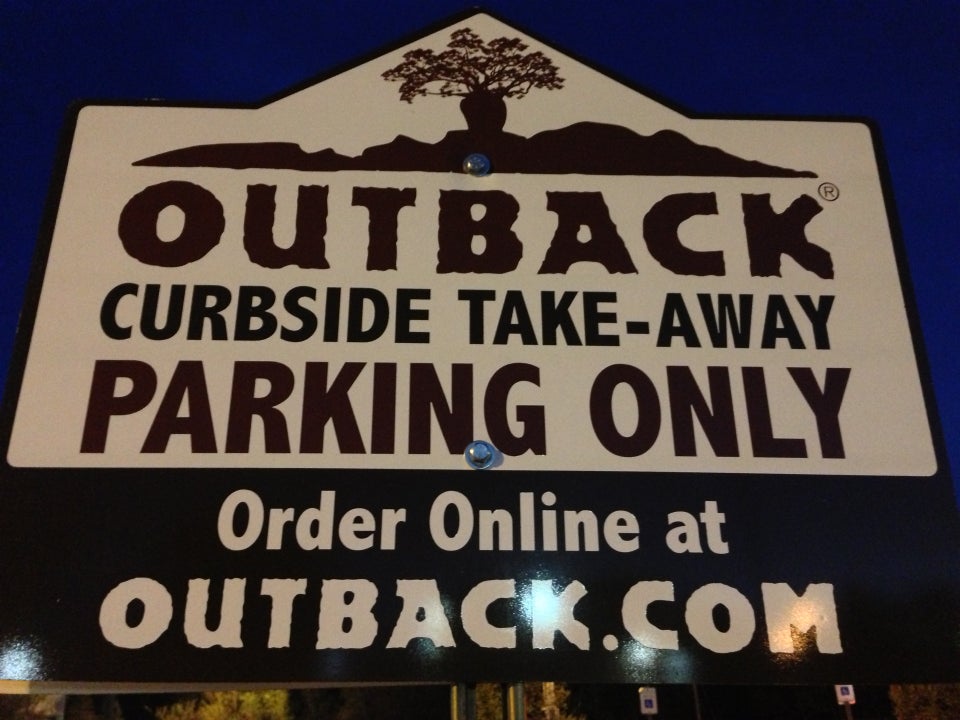 OUTBACK®
CURBSIDE TAKE-AWAY
PARKING ONLY
Order Online at
OUTBACK.COM